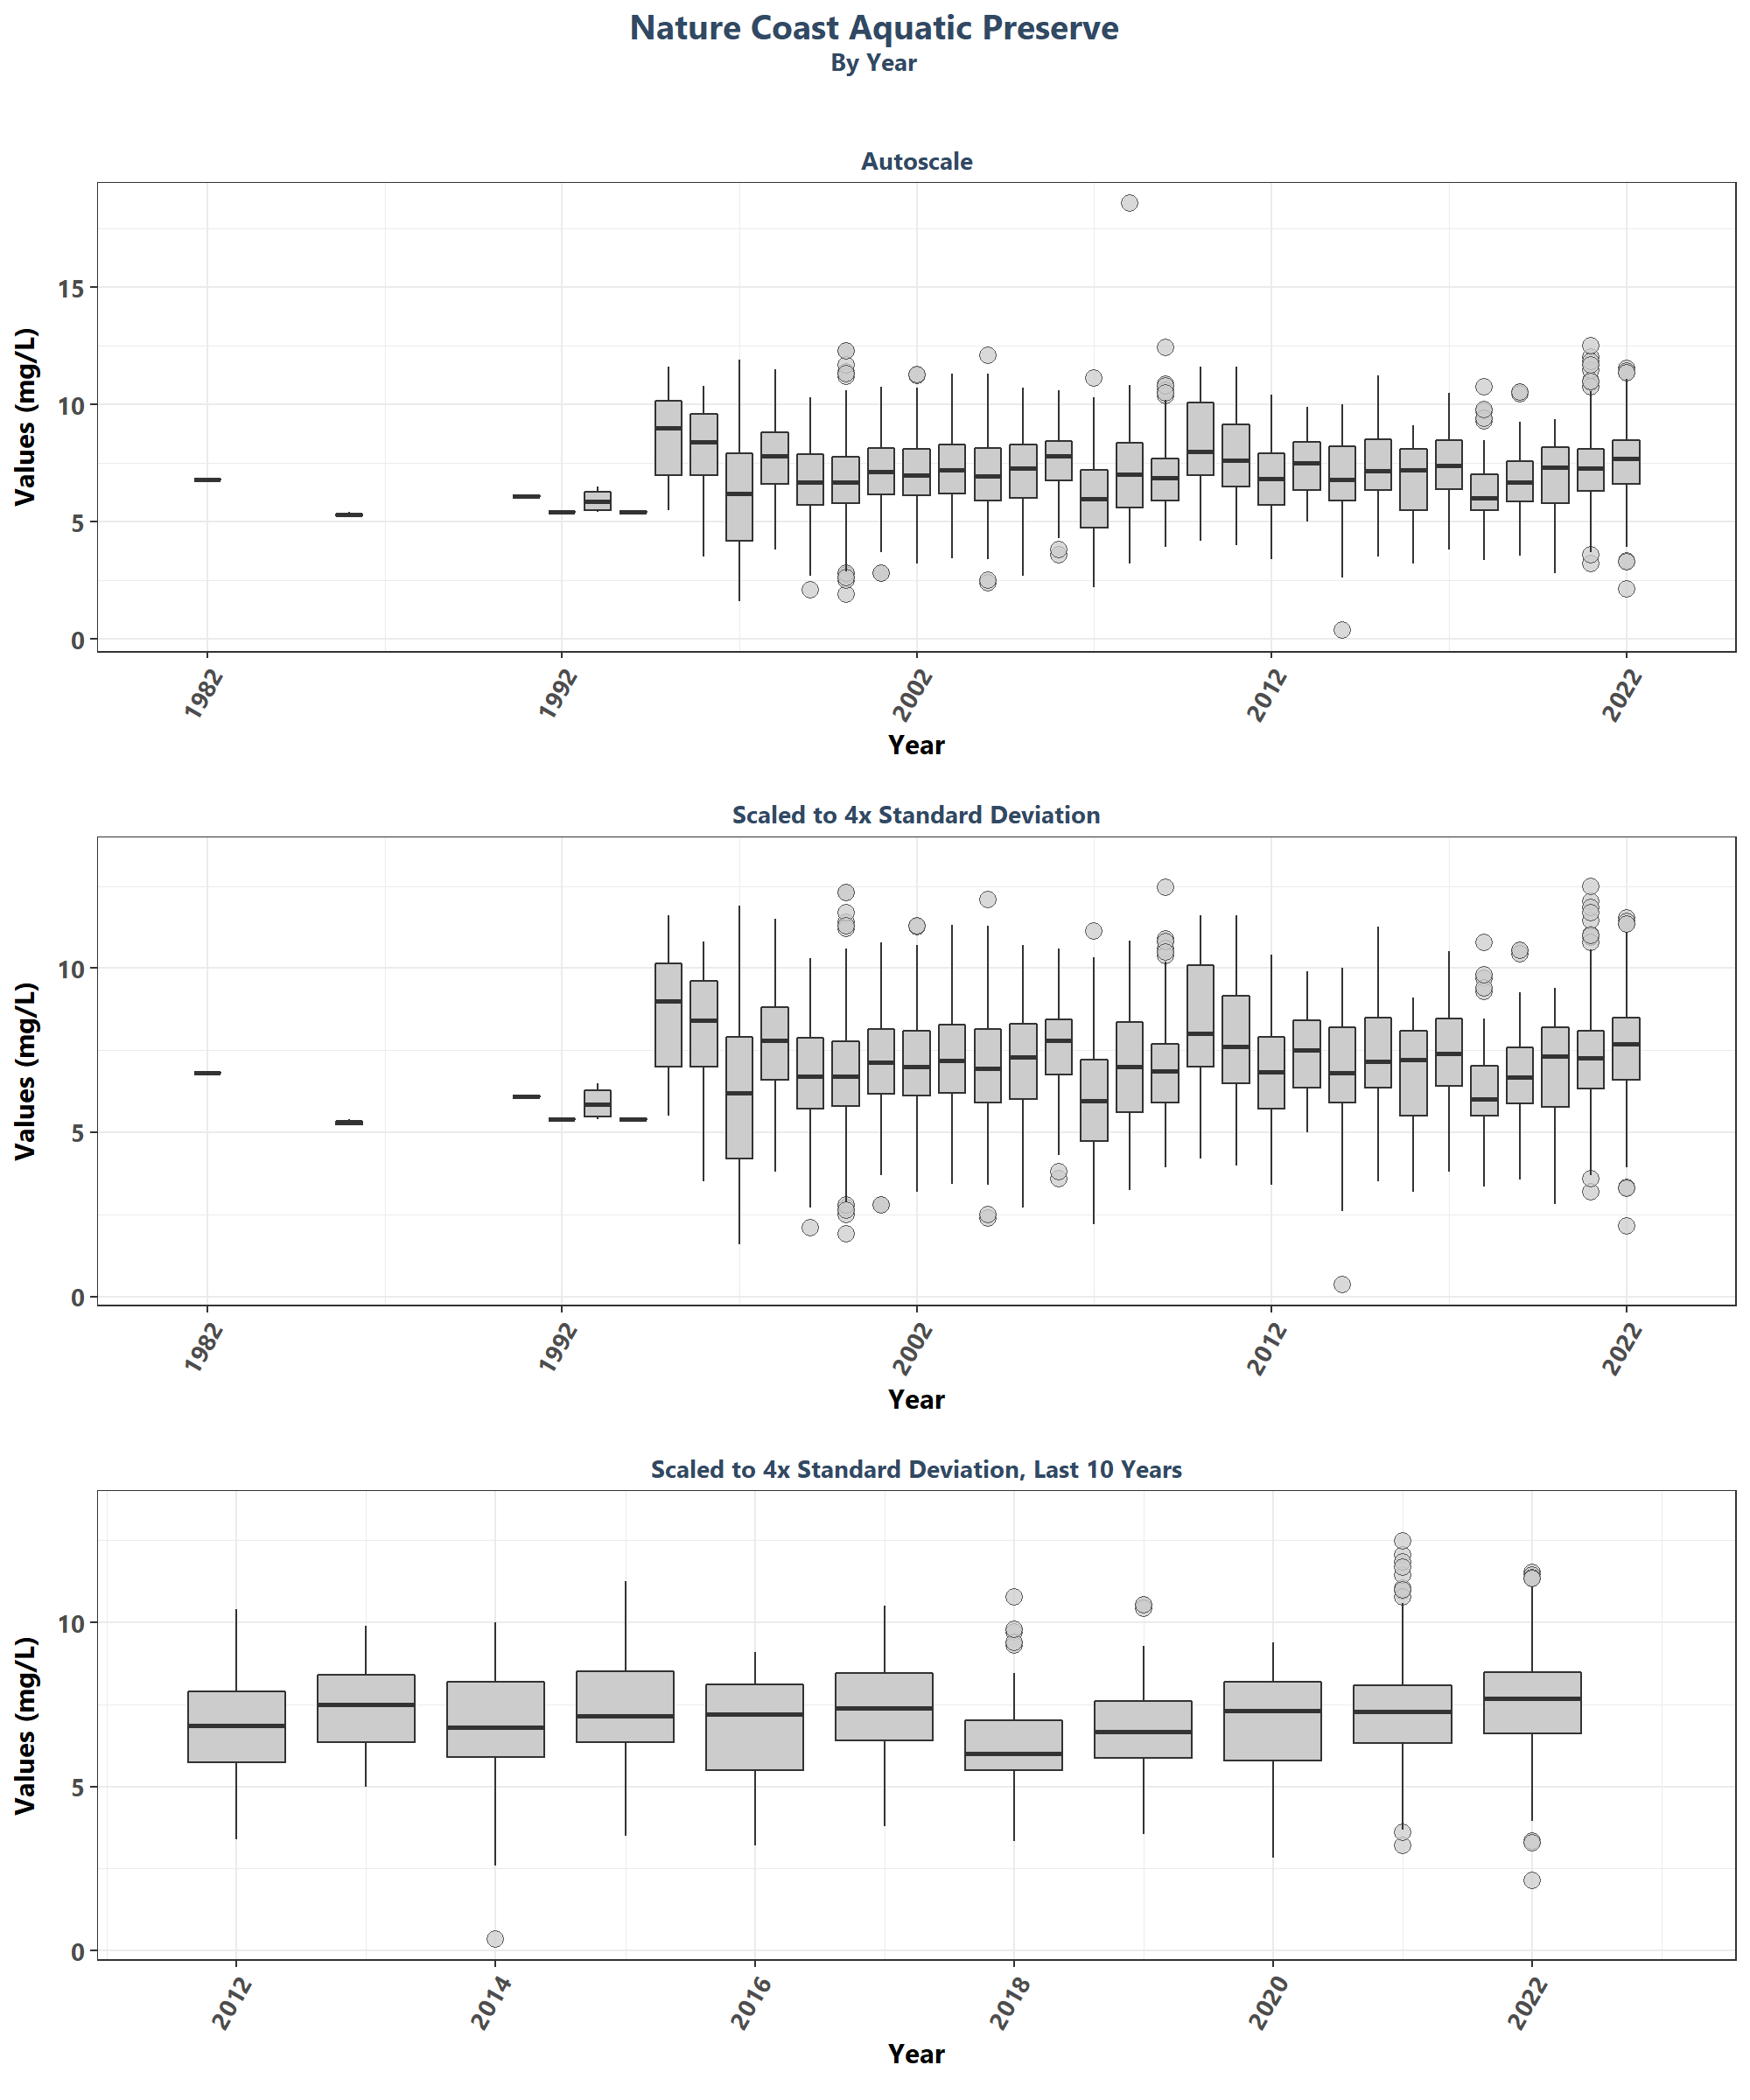 Nature Coast Aquatic Preserve
By Year
Autoscale
Values (mg/L)
15
10
5
0
1982
1992
2002
2012
2022
Year
Scaled to 4x Standard Deviation
Values (mg/L)
10
5
0
1982
1992
2002
2012
2022
Year
Scaled to 4x Standard Deviation, Last 10 Years
Values (mg/L)
10
5
0
2012
2014
2016
2018
2020
2022
Year